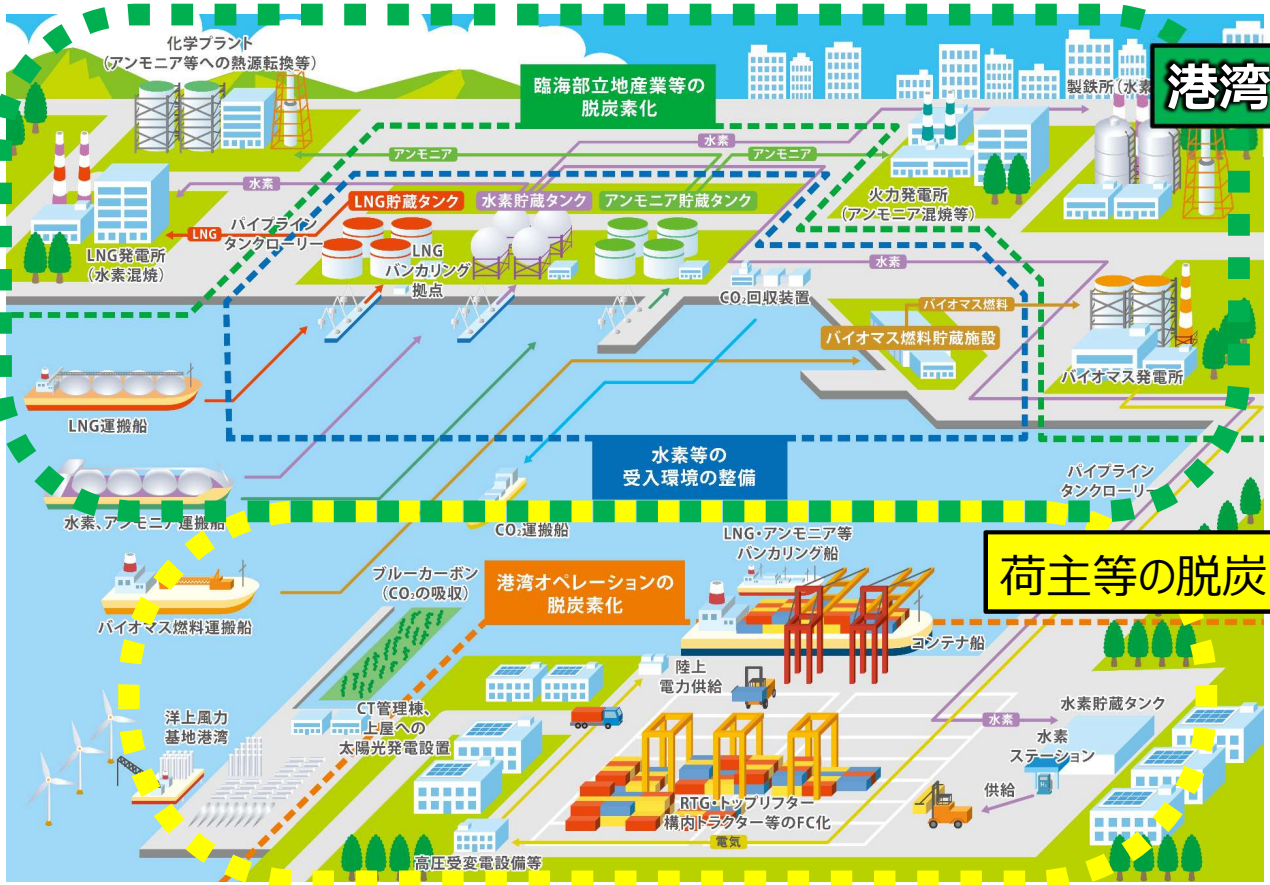 化学プラント
(アンモニア等への熱源転換等)
臨海部立地産業等の
脱炭素化
製鉄所(水素
港湾
水素
アンモニア
アンモニア
水素
LNG貯蔵タンク
水素貯蔵タンク
アンモニア貯蔵タンク
火力発電所
(アンモニア混焼等)
LNG
パイプライン
タンクローリー
LNG発電所
(水素混焼)
LNG
バンカリング
拠点
水素
CO₂回収装置
バイオマス燃料
バイオマス燃料貯蔵施設
バイオマス発電所
LNG運搬船
水素等の
受入環境の整備
パイプライン
タンクローリー
水素、アンモニア運搬船
CO₂運搬船
LNG・アンモニア等
バンカリング船
荷主等の脱炭
ブルーカーボン
(CO₂の吸収)
港湾オペレーションの
脱炭素化
バイオマス燃料運搬船
コンテナ船
陸上
電力供給
洋上風力
基地港湾
CT管理棟、
上屋への
太陽光発電設置
水素貯蔵タンク
水素
水素
ステーション
供給
RTG・トップリフター
構内トラクター等のFC化
電気
高圧受変電設備等